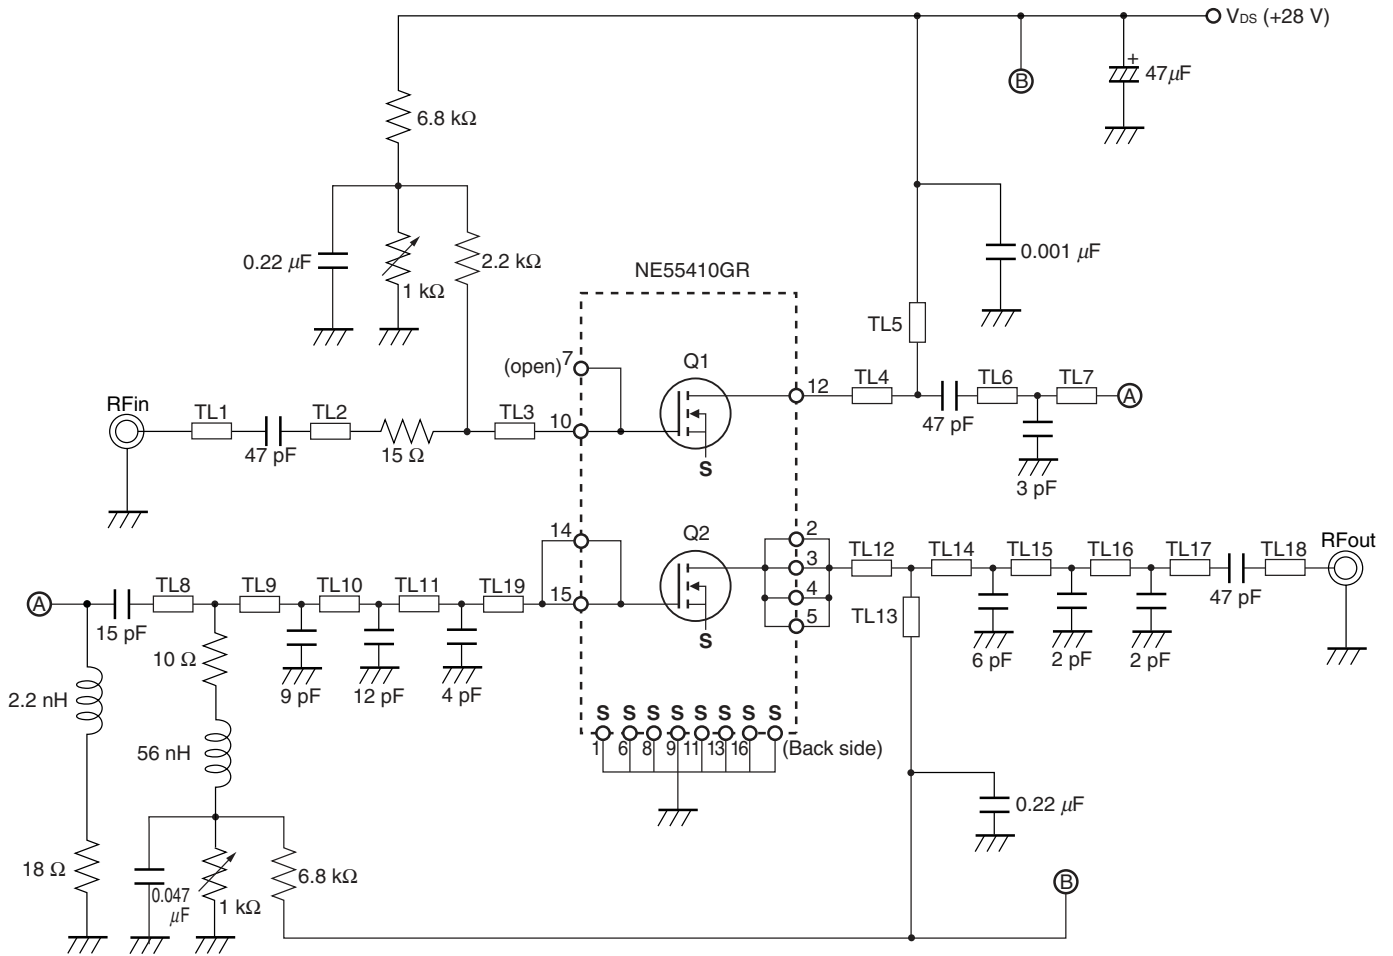 VDS (+28 V)
B
+
47 μF
6.8 kΩ
0.22 μF
1 kΩ
2.2 kΩ
0.001 μF
NE55410GR
TL5
(open)
7
Q1
12
TL4
TL6
TL7
A
47 pF
3 pF
RFin
TL1
47 pF
TL2
15 Ω
TL3
10
S
14
Q2
2
3
4
5
TL12
TL14
TL15
TL16
TL17
TL18
RFout
47 pF
TL13
6 pF
2 pF
2 pF
A
15 pF
TL8
TL9
TL10
TL11
TL19
15
S
10 Ω
9 pF
12 pF
4 pF
2.2 nH
56 nH
S S S S S S S S
1 6 8 9 11 13 16 (Back side)
0.22 μF
18 Ω
0.047
μF
1 kΩ
6.8 kΩ
B